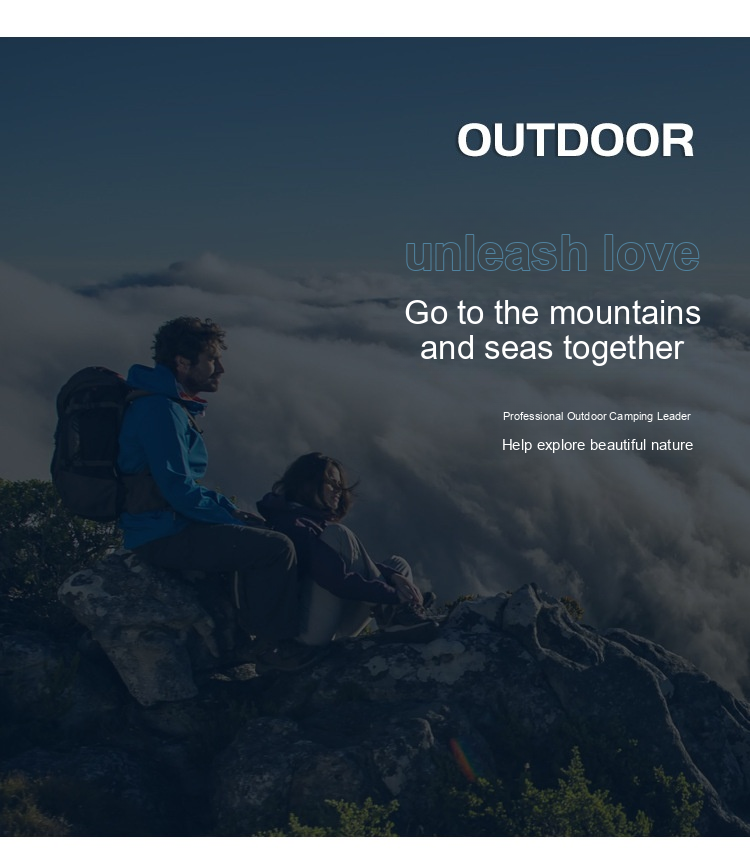 OUTDOOR
unleash love
Go to the mountains
and seas together
Professional Outdoor Camping Leader
Help explore beautiful nature